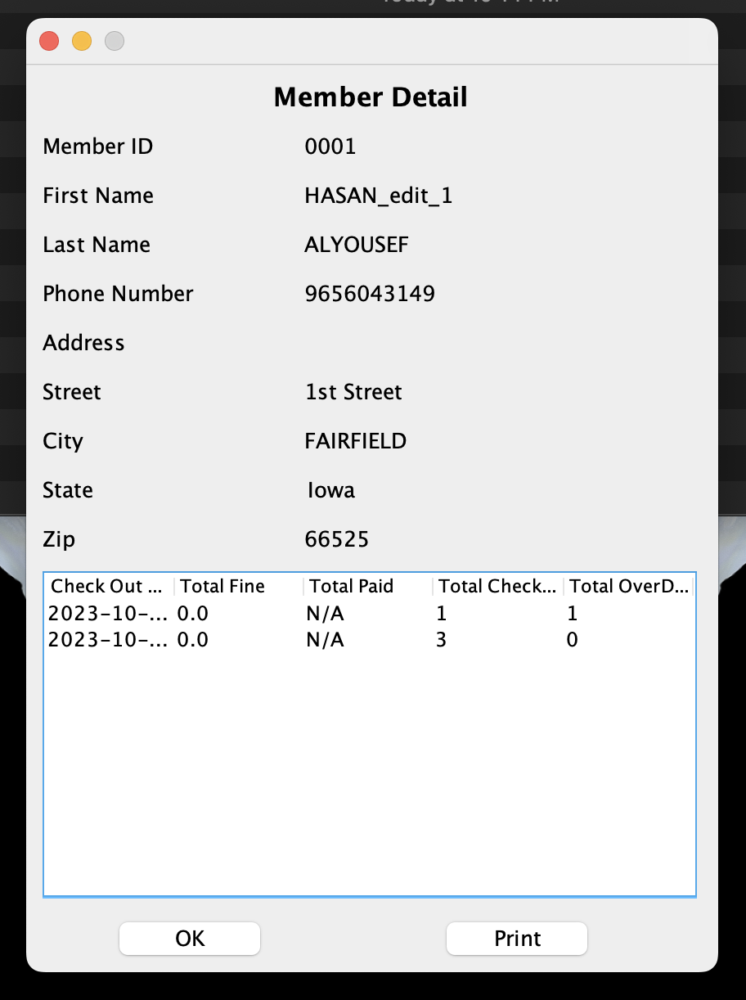 Member Detail
Member ID 0001
First Name HASAN_edit_1
Last Name ALYOUSEF
Phone Number 9656043149
Address
Street 1st Street
City FAIRFIELD
State Iowa
Zip 66525
Check Out ... Total Fine Total Paid Total Check... Total OverD...
2023-10-... 0.0 N/A 1 1
2023-10-... 0.0 N/A 3 0
OK Print